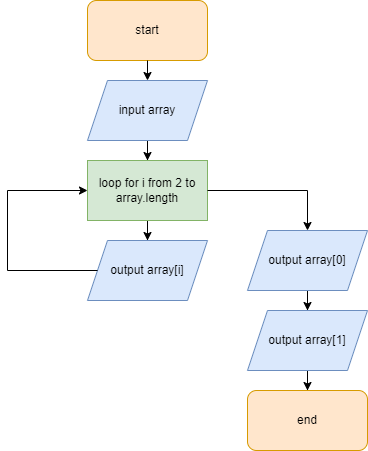 start
input array
loop for i from 2 to
array.length
output array[i]
output array[0]
output array[1]
end